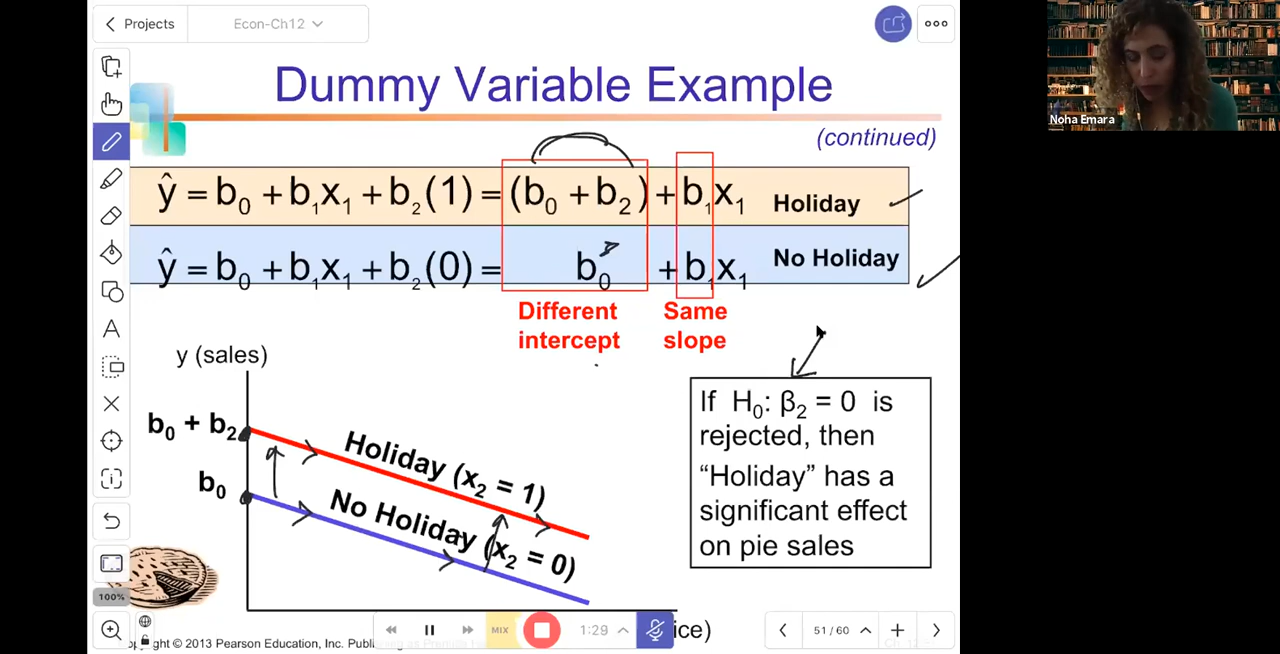 Projects
Econ-Ch12
Dummy Variable Example
(continued)
Noha Emara
ŷ = b₀ + b₁x₁ + b₂(1) = (b₀ + b₂) + b₁x₁ Holiday
ŷ = b₀ + b₁x₁ + b₂(0) = b₀ + b₁x₁ No Holiday
Different
intercept
Same
slope
y (sales)
b₀ + b₂
b₀
Holiday (x₂ = 1)
No Holiday (x₂ = 0)
If H₀: β₂ = 0 is
rejected, then
“Holiday” has a
significant effect
on pie sales
100%
MIX
1:29
51/60
© 2013 Pearson Education, Inc.